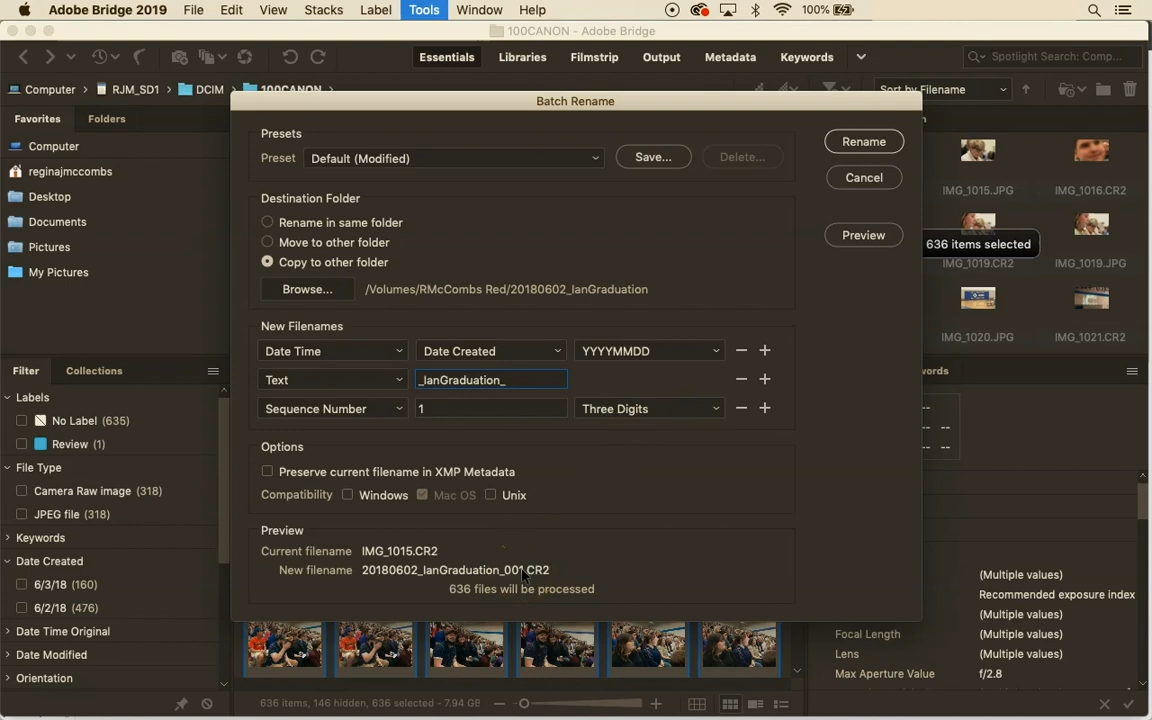 Adobe Bridge 2019 File Edit View Stacks Label Tools Window Help 100%
100CANON - Adobe Bridge
Essentials Libraries Filmstrip Output Metadata Keywords Spotlight Search: Comp...
Computer RJM_SD1 DCIM 100CANON Sort by Filename
Batch Rename
Favorites Folders
Computer
reginajmccombs
Desktop
Documents
Pictures
My Pictures
Filter Collections
Labels
No Label (635)
Review (1)
File Type
Camera Raw image (318)
JPEG file (318)
Keywords
Date Created
6/3/18 (160)
6/2/18 (476)
Date Time Original
Date Modified
Orientation
Presets
Preset Default (Modified) Save... Delete...
Rename
Cancel
Preview
Destination Folder
Rename in same folder
Move to other folder
Copy to other folder
Browse... /Volumes/RMcCombs Red/20180602_IanGraduation
New Filenames
Date Time Date Created YYYYMMDD
Text _IanGraduation_
Sequence Number 1 Three Digits
Options
Preserve current filename in XMP Metadata
Compatibility Windows Mac OS Unix
Preview
Current filename IMG_1015.CR2
New filename 20180602_IanGraduation_001.CR2
636 files will be processed
IMG_1015.JPG IMG_1016.CR2
636 items selected
IMG_1019.CR2 IMG_1019.JPG
IMG_1020.JPG IMG_1021.CR2
--
-- --
-- --
(Multiple values)
Recommended exposure index
(Multiple values)
Focal Length (Multiple values)
Lens (Multiple values)
Max Aperture Value f/2.8
636 items, 146 hidden, 636 selected - 7.94 GB